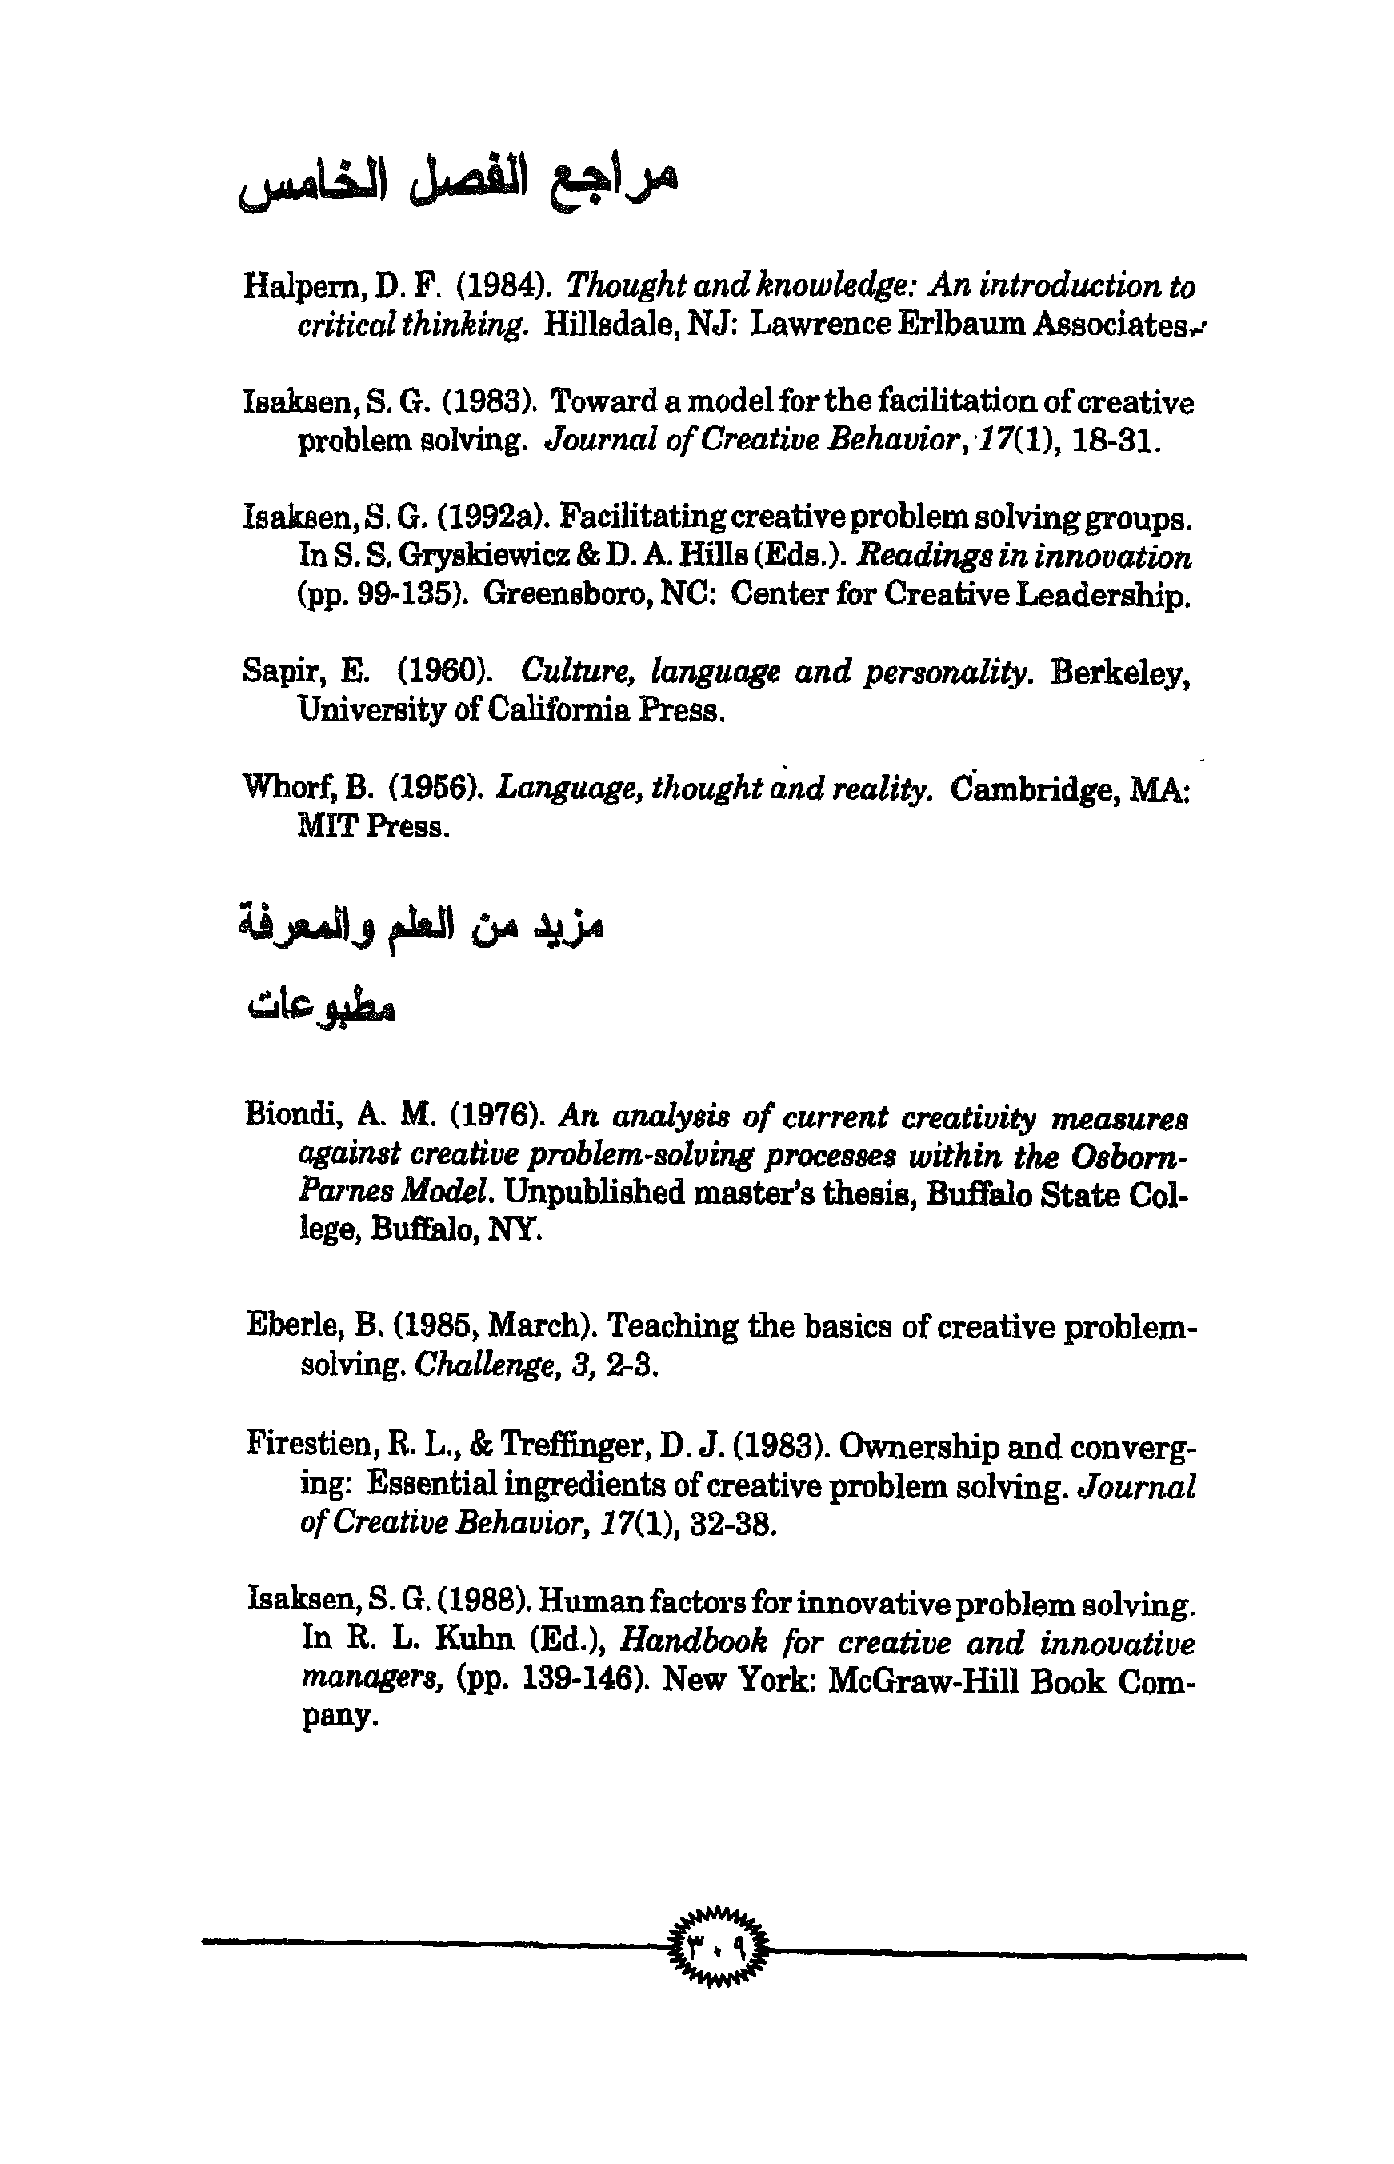 مراجع الفصل الخامس
Halpern, D. F. (1984). Thought and knowledge: An introduction to
critical thinking. Hillsdale, NJ: Lawrence Erlbaum Associates.
Isaksen, S. G. (1983). Toward a model for the facilitation of creative
problem solving. Journal of Creative Behavior, 17(1), 18-31.
Isaksen, S. G. (1992a). Facilitating creative problem solving groups.
In S. S. Gryskiewicz & D. A. Hills (Eds.). Readings in innovation
(pp. 99-135). Greensboro, NC: Center for Creative Leadership.
Sapir, E. (1960). Culture, language and personality. Berkeley,
University of California Press.
Whorf, B. (1956). Language, thought and reality. Cambridge, MA:
MIT Press.
مزيد من العلم والمعرفة
مطبوعات
Biondi, A. M. (1976). An analysis of current creativity measures
against creative problem-solving processes within the Osborn-
Parnes Model. Unpublished master's thesis, Buffalo State Col-
lege, Buffalo, NY.
Eberle, B. (1985, March). Teaching the basics of creative problem-
solving. Challenge, 3, 2-3.
Firestien, R. L., & Treffinger, D. J. (1983). Ownership and converg-
ing: Essential ingredients of creative problem solving. Journal
of Creative Behavior, 17(1), 32-38.
Isaksen, S. G. (1988). Human factors for innovative problem solving.
In R. L. Kuhn (Ed.), Handbook for creative and innovative
managers, (pp. 139-146). New York: McGraw-Hill Book Com-
pany.
٣٠٩